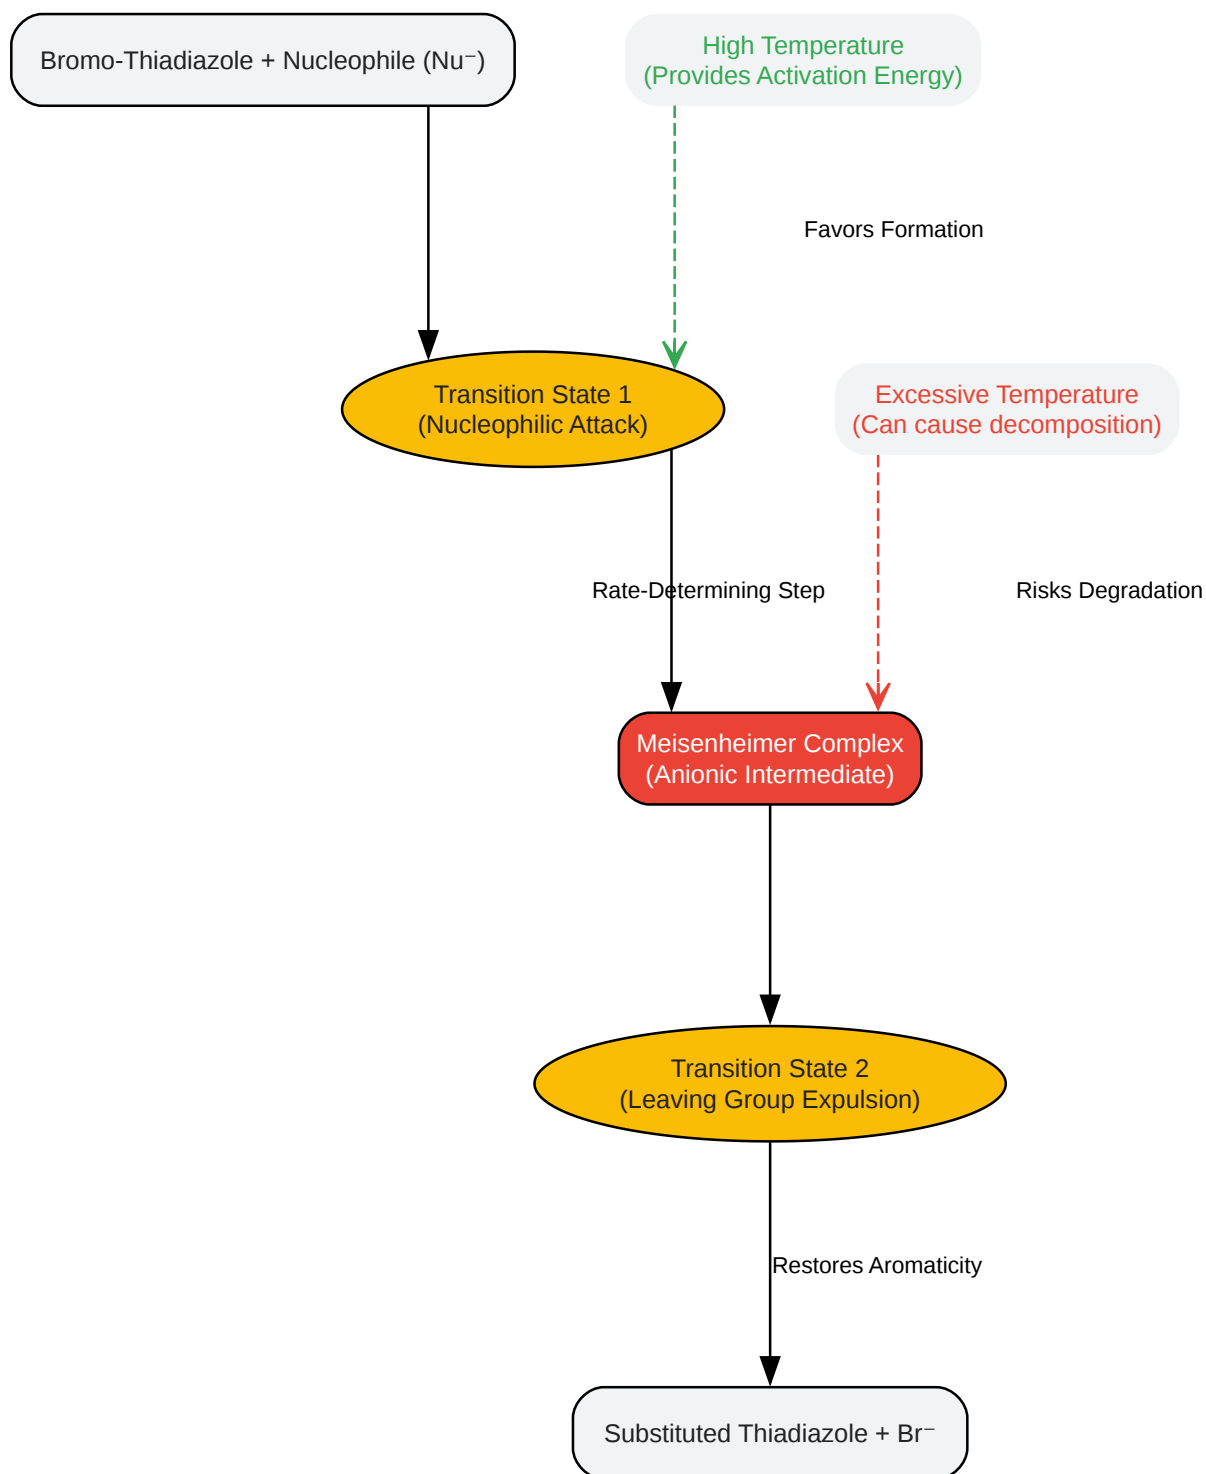 Bromo-Thiadiazole + Nucleophile (Nu⁻)
High Temperature
(Provides Activation Energy)
Favors Formation
Transition State 1
(Nucleophilic Attack)
Excessive Temperature
(Can cause decomposition)
Rate-Determining Step
Risks Degradation
Meisenheimer Complex
(Anionic Intermediate)
Transition State 2
(Leaving Group Expulsion)
Restores Aromaticity
Substituted Thiadiazole + Br⁻